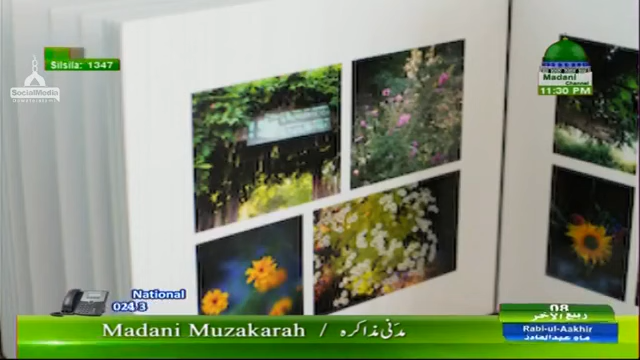 Silsila: 1347
SocialMedia
Madani
Channel
11:30 PM
National
024 3
Madani Muzakarah / مدنی مذاکرہ
08
ربیع الآخر
Rabi-ul-Aakhir